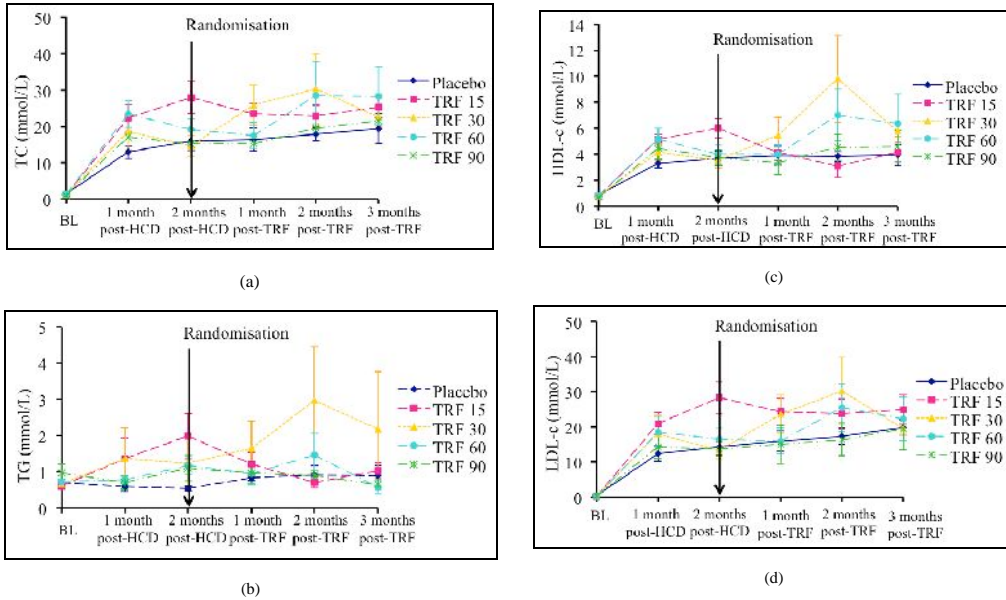 50
40
30
20
10
0
TC (mmol/L)
Randomisation
BL
1 month
post-HCD
2 months
post-HCD
1 month
post-TRF
2 months
post-TRF
3 months
post-TRF
Placebo
TRF 15
TRF 30
TRF 60
TRF 90
(a)
14
12
10
8
6
4
2
0
HDL-c (mmol/L)
Randomisation
BL
1 month
post-HCD
2 months
post-HCD
1 month
post-TRF
2 months
post-TRF
3 months
post-TRF
Placebo
TRF 15
TRF 30
TRF 60
TRF 90
(c)
5
4
3
2
1
0
TG (mmol/L)
Randomisation
BL
1 month
post-HCD
2 months
post-HCD
1 month
post-TRF
2 months
post-TRF
3 months
post-TRF
Placebo
TRF 15
TRF 30
TRF 60
TRF 90
(b)
50
40
30
20
10
0
LDL-c (mmol/L)
Randomisation
BL
1 month
post-HCD
2 months
post-HCD
1 month
post-TRF
2 months
post-TRF
3 months
post-TRF
Placebo
TRF 15
TRF 30
TRF 60
TRF 90
(d)